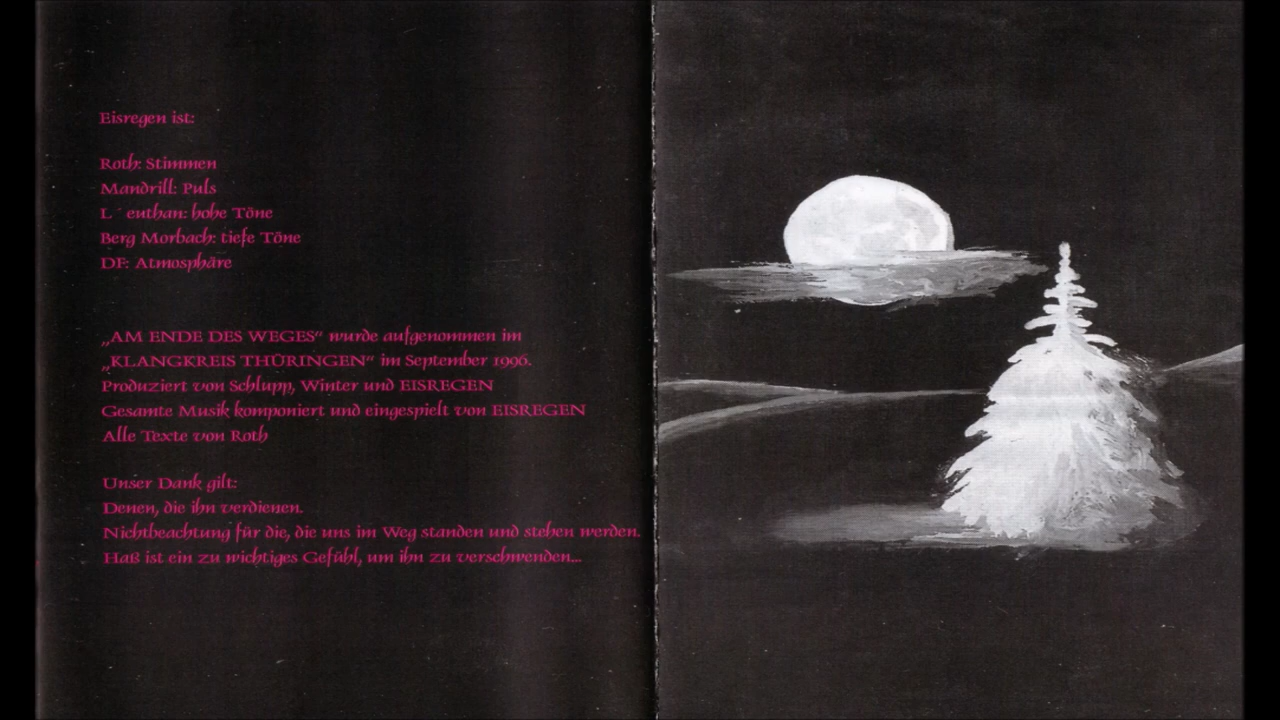 Eisregen ist:
Roth: Stimmen
Mandrill: Puls
L ´ euthan: hohe Töne
Berg Morbach: tiefe Töne
DF: Atmosphäre
„AM ENDE DES WEGES“ wurde aufgenommen im
„KLANGKREIS THÜRINGEN“ im September 1996.
Produziert von Schlupp, Winter und EISREGEN
Gesamte Musik komponiert und eingespielt von EISREGEN
Alle Texte von Roth
Unser Dank gilt:
Denen, die ihn verdienen.
Nichtbeachtung für die, die uns im Weg standen und stehen werden.
Haß ist ein zu wichtiges Gefühl, um ihn zu verschwenden...